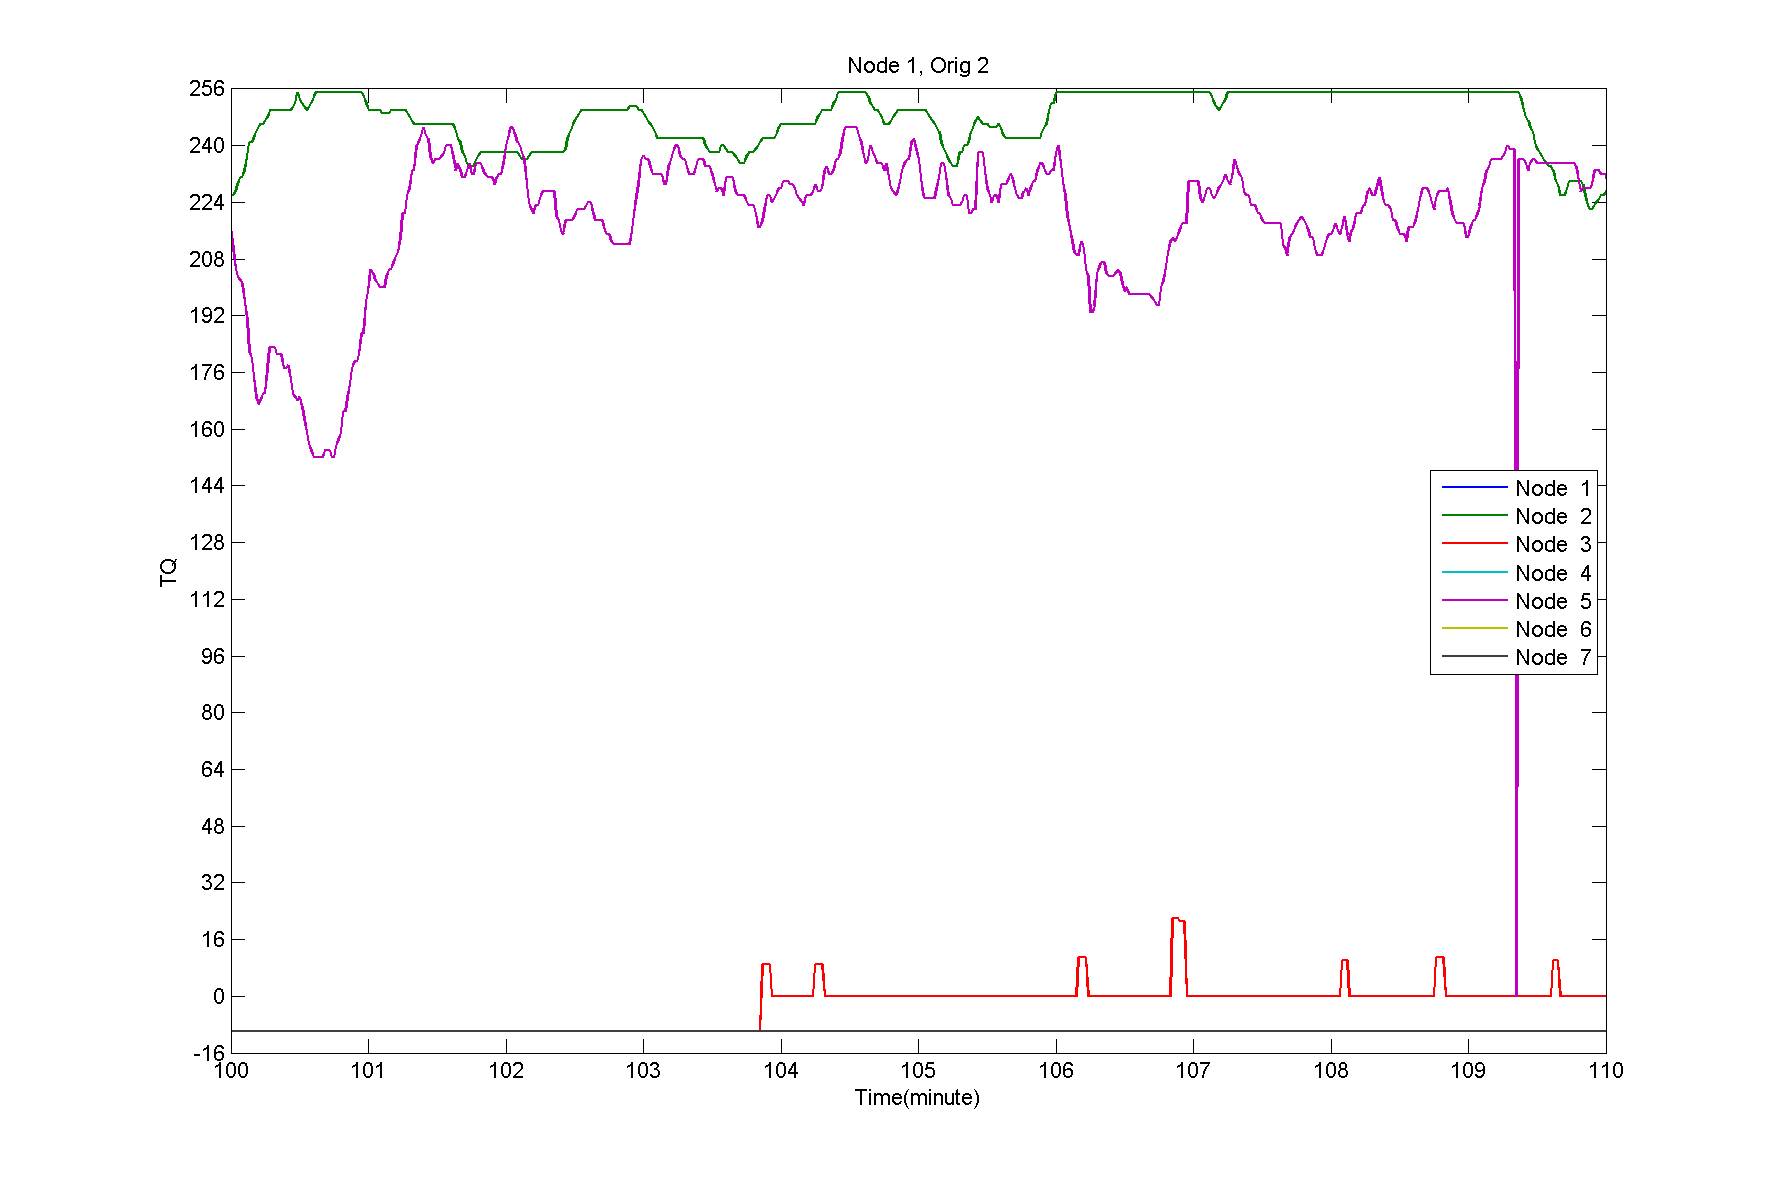 Node 1, Orig 2
256
240
224
208
192
176
160
144
128
112
96
80
64
48
32
16
0
-16
TQ
Node 1
Node 2
Node 3
Node 4
Node 5
Node 6
Node 7
100 101 102 103 104 105 106 107 108 109 110
Time(minute)